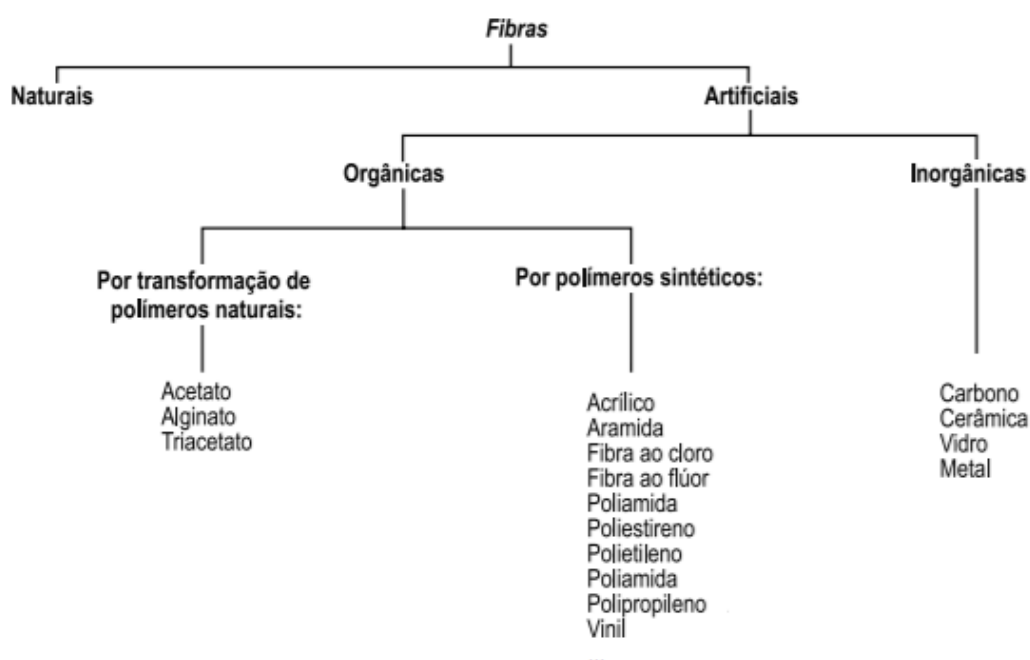 Fibras
Naturais
Artificiais
Orgânicas
Inorgânicas
Por transformação de
polímeros naturais:
Por polímeros sintéticos:
Acetato
Alginato
Triacetato
Acrílico
Aramida
Fibra ao cloro
Fibra ao flúor
Poliamida
Poliestireno
Polietileno
Poliamida
Polipropileno
Vinil
...
Carbono
Cerâmica
Vidro
Metal